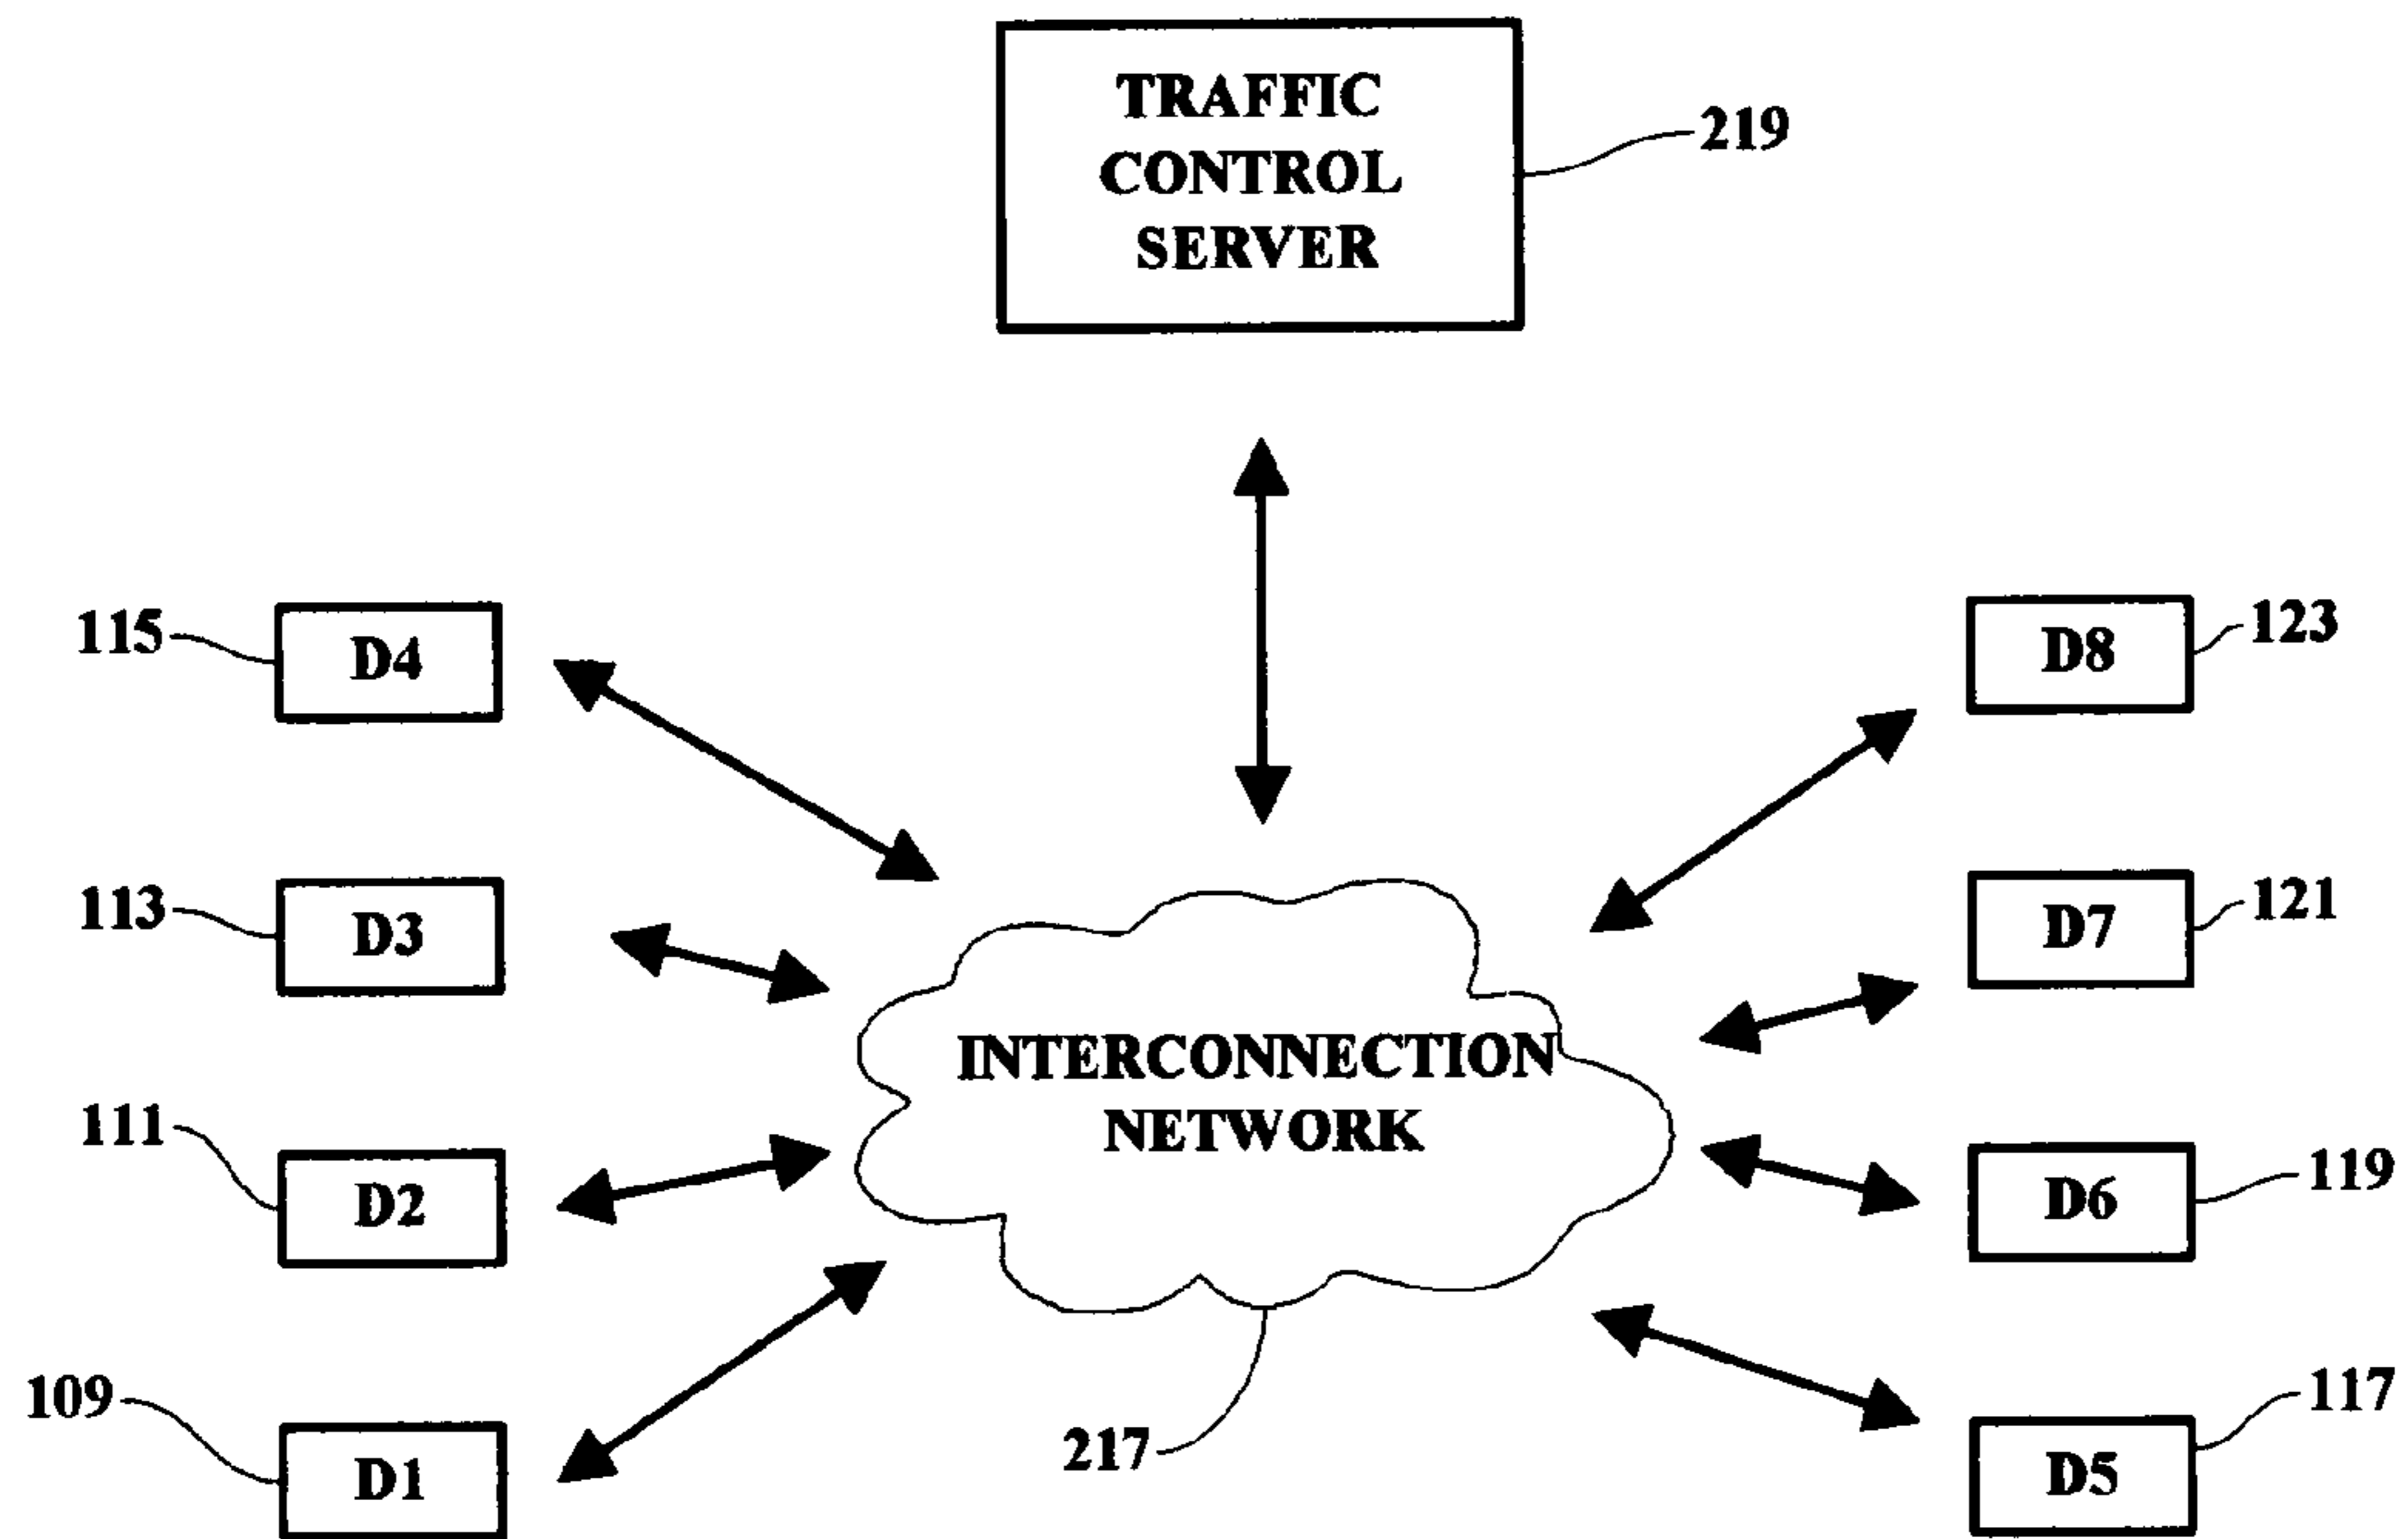 TRAFFIC
CONTROL
SERVER
219
115
D4
D8
123
113
D3
D7
121
INTERCONNECTION
NETWORK
111
D2
D6
119
109
D1
217
D5
117